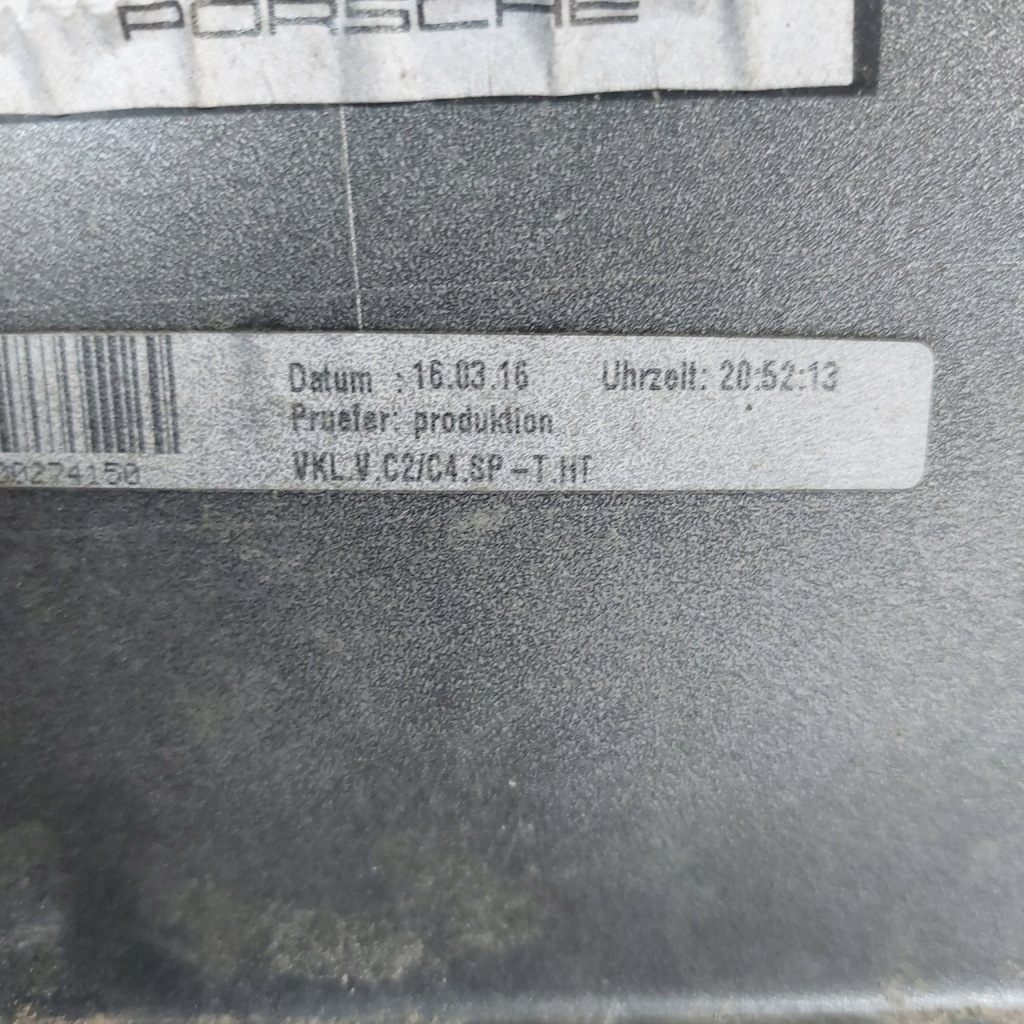 PORSCHE
Datum : 16.03.16 Uhrzeit: 20:52:13
Pruefer: produktion
00274150
VKL.V.C2/C4.SP -T.HT